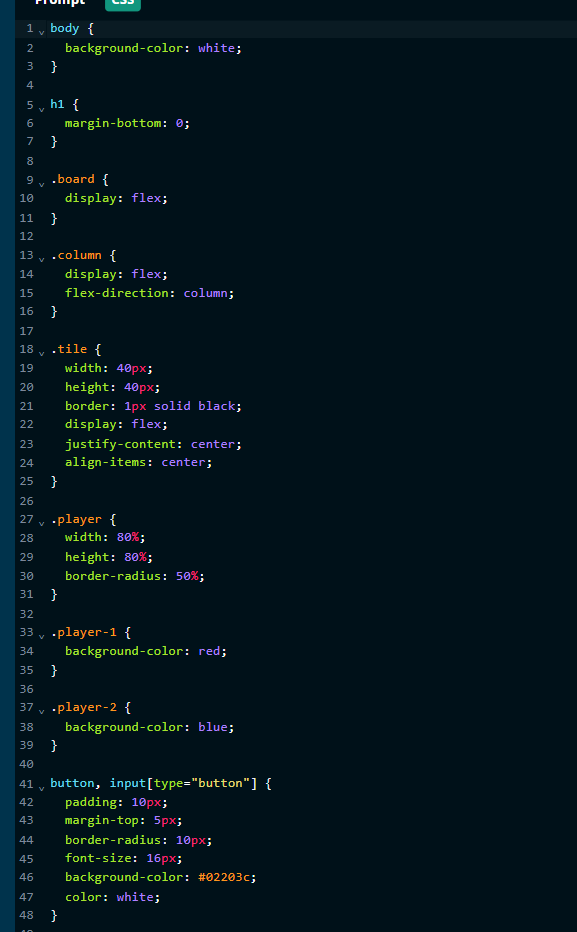 Prompt CSS
1 body {
2 background-color: white;
3 }
4
5 h1 {
6 margin-bottom: 0;
7 }
8
9 .board {
10 display: flex;
11 }
12
13 .column {
14 display: flex;
15 flex-direction: column;
16 }
17
18 .tile {
19 width: 40px;
20 height: 40px;
21 border: 1px solid black;
22 display: flex;
23 justify-content: center;
24 align-items: center;
25 }
26
27 .player {
28 width: 80%;
29 height: 80%;
30 border-radius: 50%;
31 }
32
33 .player-1 {
34 background-color: red;
35 }
36
37 .player-2 {
38 background-color: blue;
39 }
40
41 button, input[type="button"] {
42 padding: 10px;
43 margin-top: 5px;
44 border-radius: 10px;
45 font-size: 16px;
46 background-color: #02203c;
47 color: white;
48 }